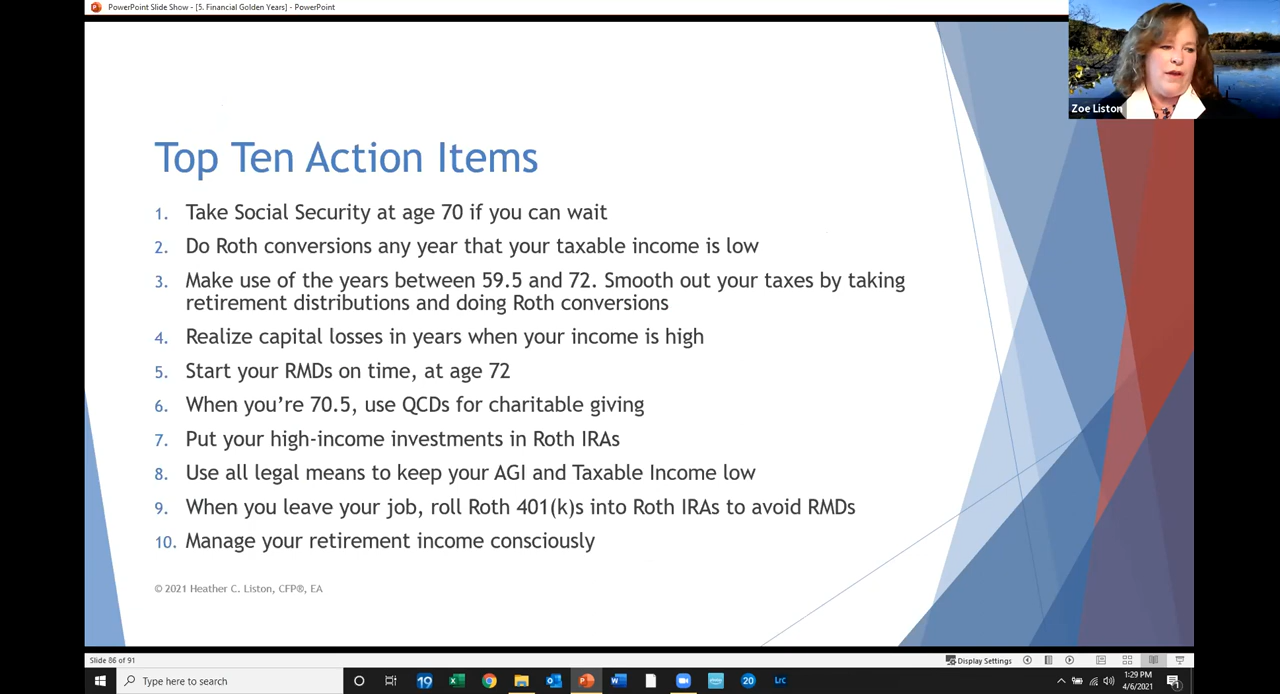 PowerPoint Slide Show - [5. Financial Golden Years] - PowerPoint
Zoe Liston
Top Ten Action Items
1. Take Social Security at age 70 if you can wait
2. Do Roth conversions any year that your taxable income is low
3. Make use of the years between 59.5 and 72. Smooth out your taxes by taking
retirement distributions and doing Roth conversions
4. Realize capital losses in years when your income is high
5. Start your RMDs on time, at age 72
6. When you’re 70.5, use QCDs for charitable giving
7. Put your high-income investments in Roth IRAs
8. Use all legal means to keep your AGI and Taxable Income low
9. When you leave your job, roll Roth 401(k)s into Roth IRAs to avoid RMDs
10. Manage your retirement income consciously
© 2021 Heather C. Liston, CFP®, EA
Slide 86 of 91
Display Settings
Type here to search
19
20
Lrc
1:29 PM
4/6/2021
1